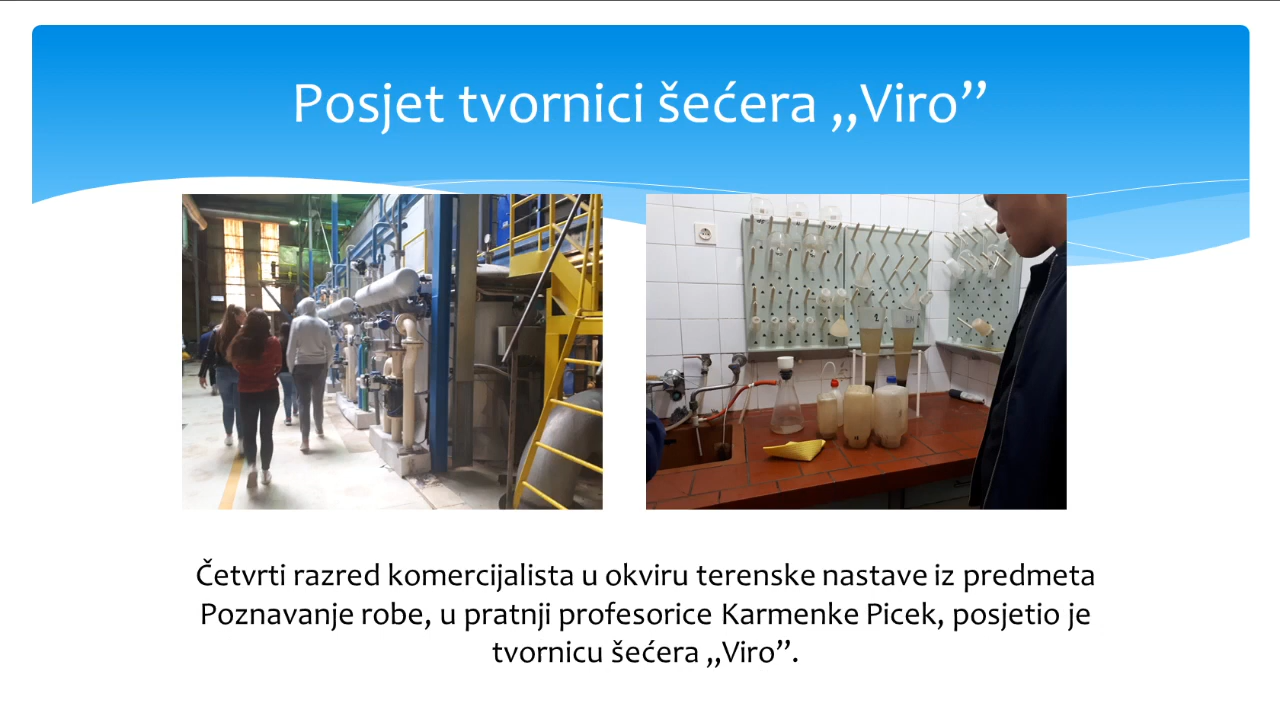 Posjet tvornici šećera „Viro”
Četvrti razred komercijalista u okviru terenske nastave iz predmeta
Poznavanje robe, u pratnji profesorice Karmenke Picek, posjetio je
tvornicu šećera „Viro”.